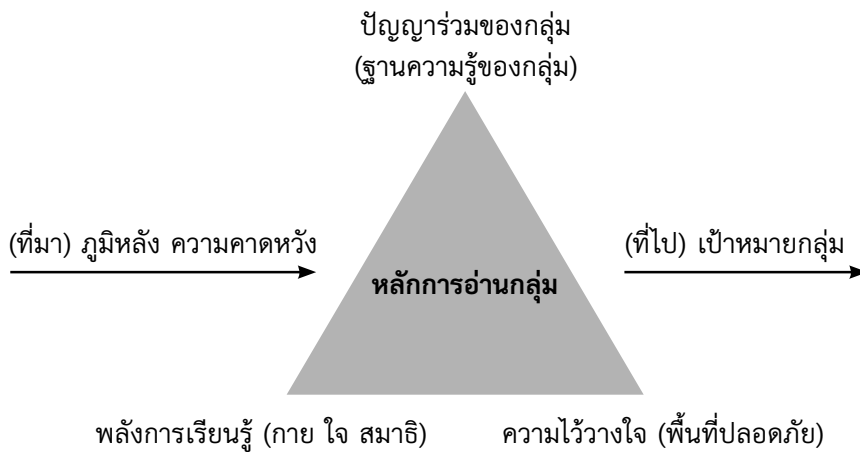 ปัญญาร่วมของกลุ่ม
(ฐานความรู้ของกลุ่ม)
(ที่มา) ภูมิหลัง ความคาดหวัง
(ที่ไป) เป้าหมายกลุ่ม
หลักการอ่านกลุ่ม
พลังการเรียนรู้ (กาย ใจ สมาธิ)
ความไว้วางใจ (พื้นที่ปลอดภัย)